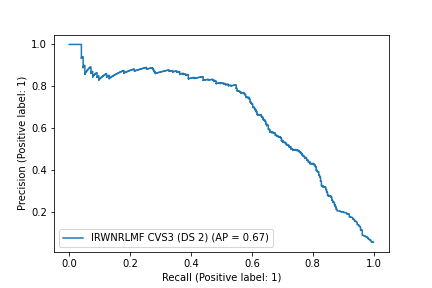 1.0
0.8
0.6
0.4
0.2
Precision (Positive label: 1)
IRWNRLMF CVS3 (DS 2) (AP = 0.67)
0.0 0.2 0.4 0.6 0.8 1.0
Recall (Positive label: 1)